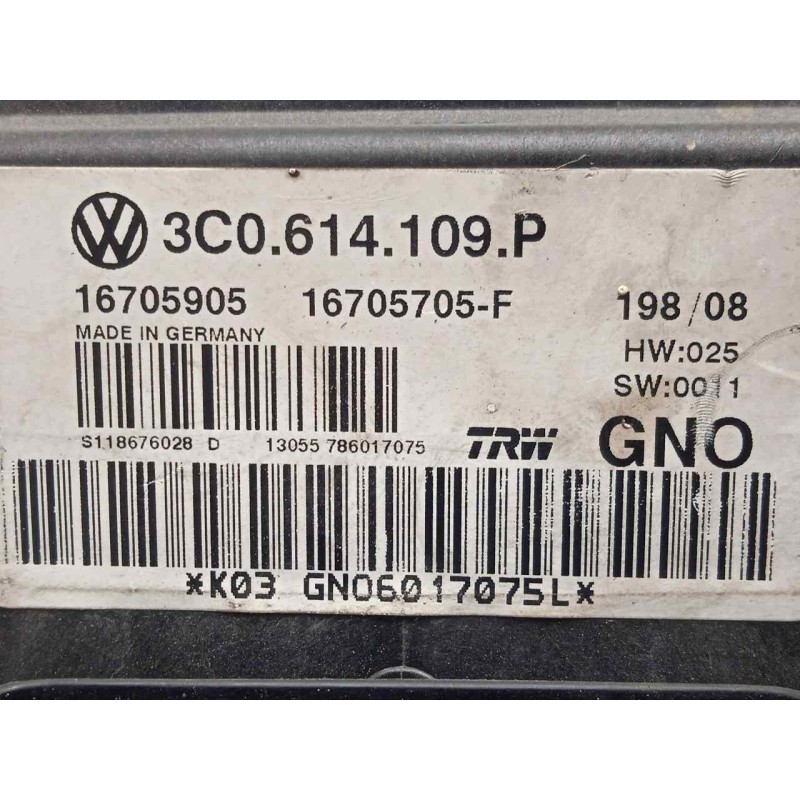 3C0.614.109.P
16705905 16705705-F 198/08
MADE IN GERMANY HW:025
SW:0011
S118676028 D 13055 786017075 TRW GNO
*K03 GNO6017075L*